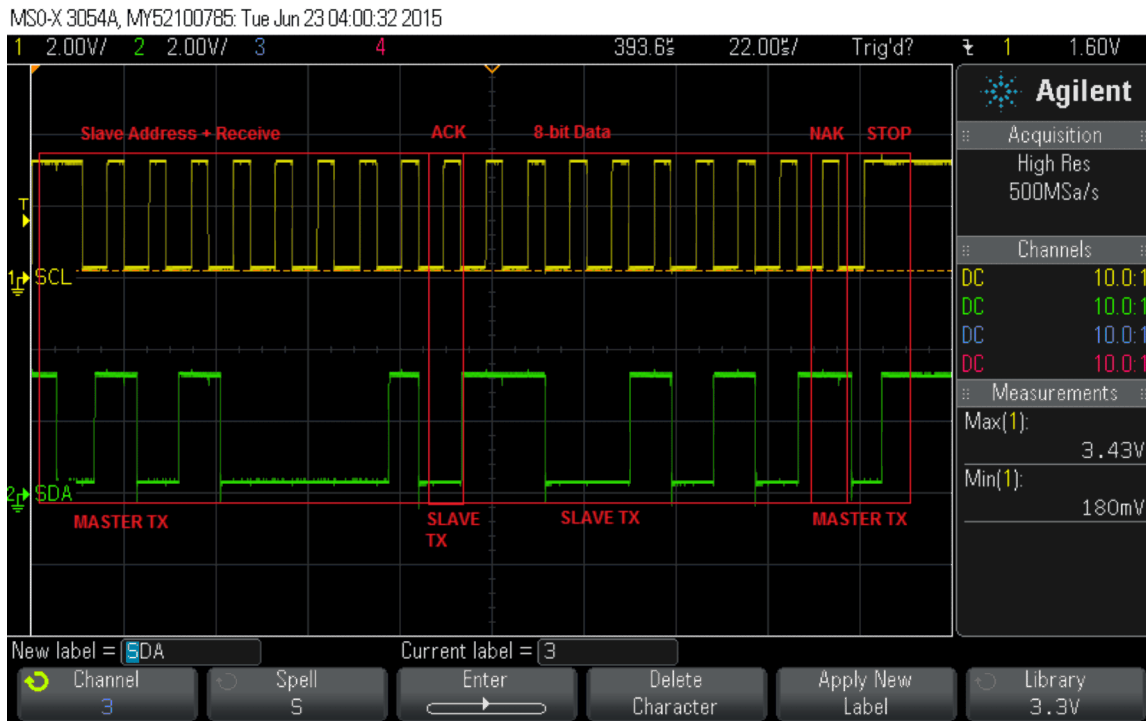 MSO-X 3054A, MY52100785: Tue Jun 23 04:00:32 2015
1 2.00V/ 2 2.00V/ 3 4 393.6µs 22.00µs/ Trig'd? 1 1.60V
Agilent
Slave Address + Receive ACK 8-bit Data NAK STOP
Acquisition
High Res
500MSa/s
T
Channels
1 SCL
DC 10.0:1
DC 10.0:1
DC 10.0:1
DC 10.0:1
Measurements
Max(1):
3.43V
Min(1):
180mV
2 SDA
MASTER TX SLAVE TX SLAVE TX MASTER TX
New label = SDA Current label = 3
Channel Spell Enter Delete Character Apply New Label Library
3 S 3.3V